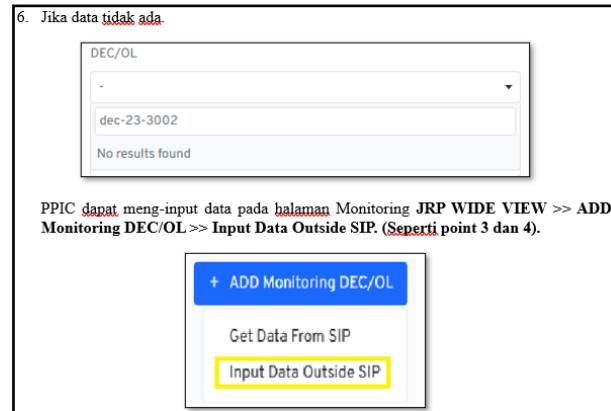 6. Jika data tidak ada.
DEC/OL
-
dec-23-3002
No results found
PPIC dapat meng-input data pada halaman Monitoring JRP WIDE VIEW >> ADD
Monitoring DEC/OL >> Input Data Outside SIP. (Seperti point 3 dan 4).
+ ADD Monitoring DEC/OL
Get Data From SIP
Input Data Outside SIP